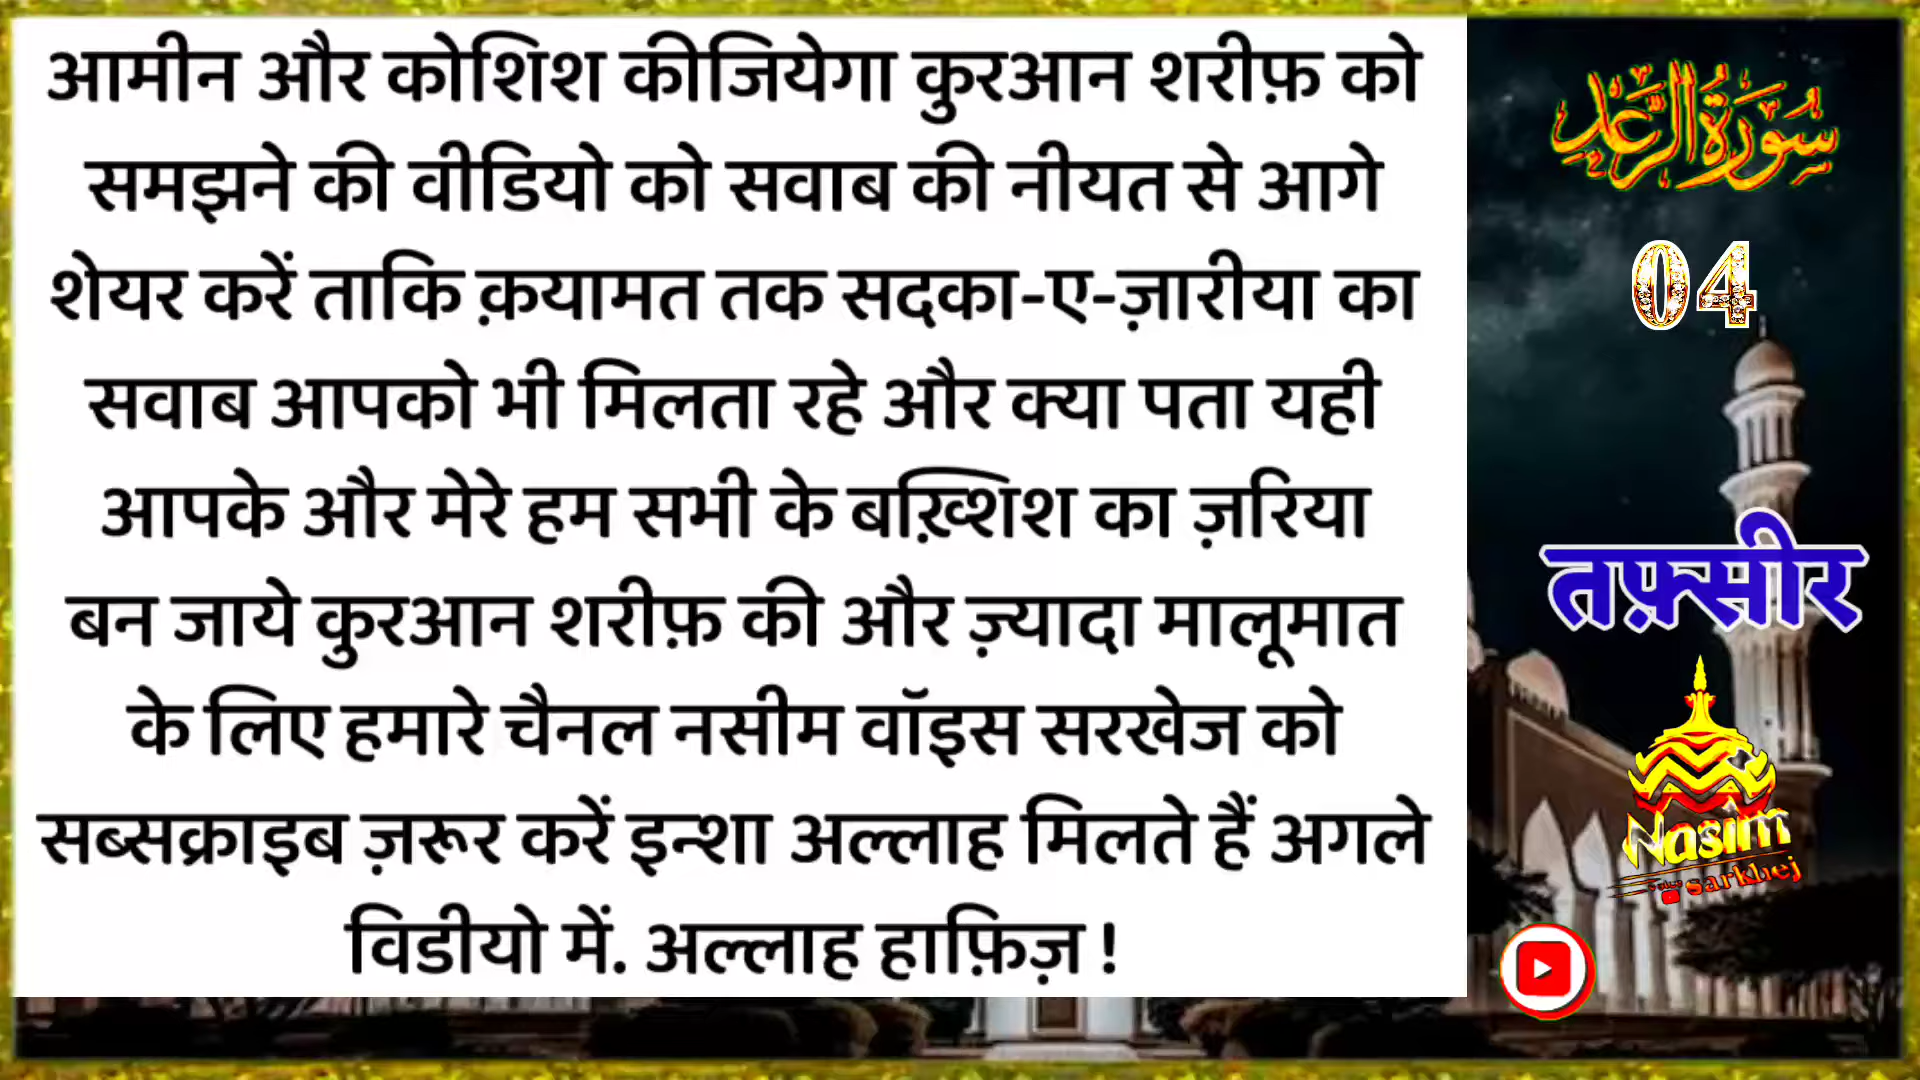 आमीन और कोशिश कीजियेगा कुरआन शरीफ़ को
समझने की वीडियो को सवाब की नीयत से आगे
शेयर करें ताकि क़यामत तक सदका-ए-ज़ारीया का
सवाब आपको भी मिलता रहे और क्या पता यही
आपके और मेरे हम सभी के बख़्शिश का ज़रिया
बन जाये कुरआन शरीफ़ की और ज़्यादा मालूमात
के लिए हमारे चैनल नसीम वॉइस सरखेज को
सब्सक्राइब ज़रूर करें इन्शा अल्लाह मिलते हैं अगले
विडीयो में. अल्लाह हाफ़िज़ !
سُوْرَةُ الرَّعْدِ
04
तफ़्सीर
Nasim
sarkhej